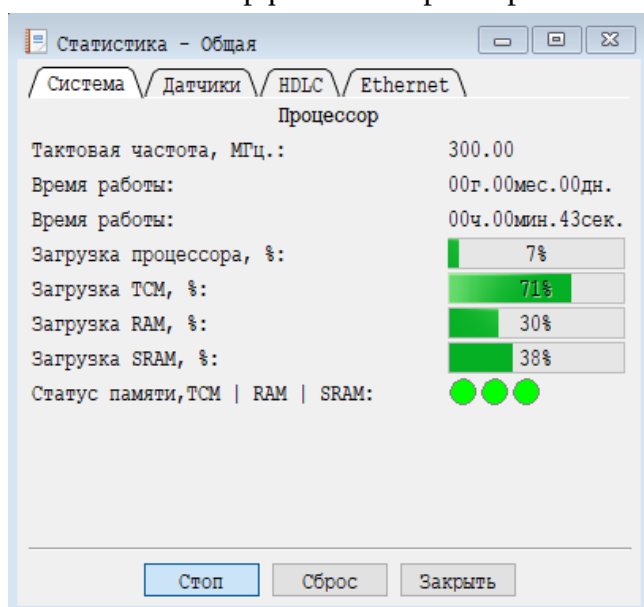 Статистика - Общая
Система Датчики HDLC Ethernet
Процессор
Тактовая частота, МГц.: 300.00
Время работы: 00г.00мес.00дн.
Время работы: 00ч.00мин.43сек.
Загрузка процессора, %: 7%
Загрузка TCM, %: 71%
Загрузка RAM, %: 30%
Загрузка SRAM, %: 38%
Статус памяти,TCM | RAM | SRAM:
Стоп Сброс Закрыть